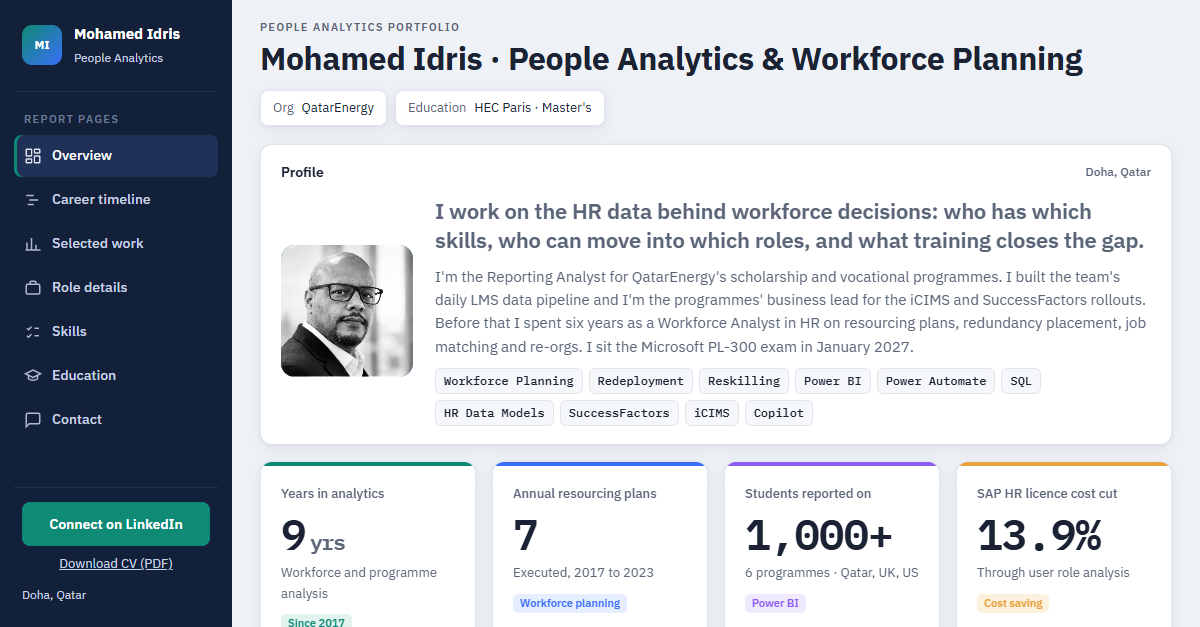 MI
Mohamed Idris
People Analytics
REPORT PAGES
Overview
Career timeline
Selected work
Role details
Skills
Education
Contact
Connect on LinkedIn
Download CV (PDF)
Doha, Qatar
PEOPLE ANALYTICS PORTFOLIO
Mohamed Idris · People Analytics & Workforce Planning
Org QatarEnergy
Education HEC Paris · Master's
Profile
Doha, Qatar
I work on the HR data behind workforce decisions: who has which
skills, who can move into which roles, and what training closes the gap.
I'm the Reporting Analyst for QatarEnergy's scholarship and vocational programmes. I built the team's
daily LMS data pipeline and I'm the programmes' business lead for the iCIMS and SuccessFactors rollouts.
Before that I spent six years as a Workforce Analyst in HR on resourcing plans, redundancy placement, job
matching and re-orgs. I sit the Microsoft PL-300 exam in January 2027.
Workforce Planning Redeployment Reskilling Power BI Power Automate SQL
HR Data Models SuccessFactors iCIMS Copilot
Years in analytics
9 yrs
Workforce and programme
analysis
Since 2017
Annual resourcing plans
7
Executed, 2017 to 2023
Workforce planning
Students reported on
1,000+
6 programmes · Qatar, UK, US
Power BI
SAP HR licence cost cut
13.9%
Through user role analysis
Cost saving